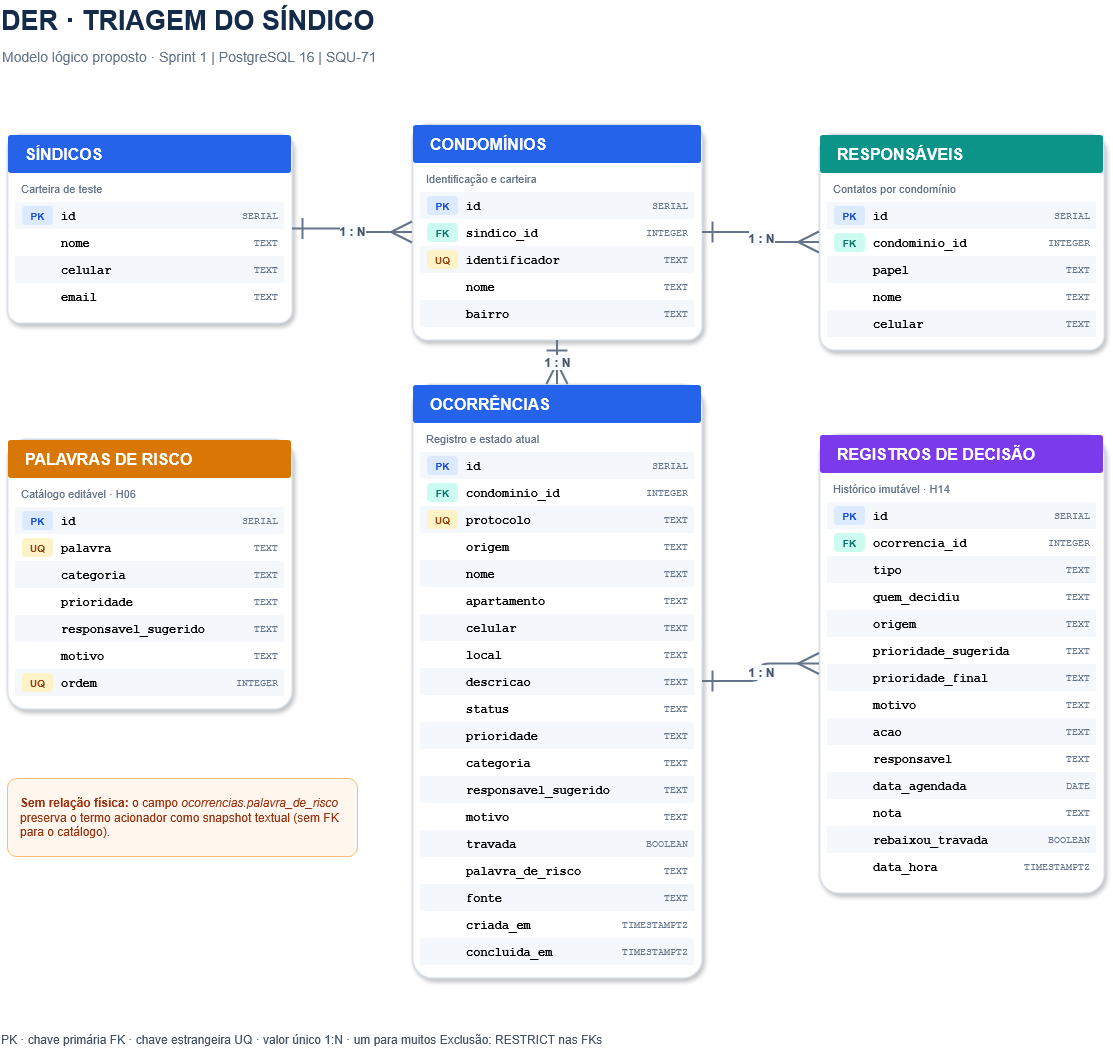 DER · TRIAGEM DO SÍNDICO
Modelo lógico proposto · Sprint 1 | PostgreSQL 16 | SQU-71
SÍNDICOS
Carteira de teste
PK id SERIAL
nome TEXT
celular TEXT
email TEXT
1:N
CONDOMÍNIOS
Identificação e carteira
PK id SERIAL
FK sindico_id INTEGER
UQ identificador TEXT
nome TEXT
bairro TEXT
1:N
RESPONSÁVEIS
Contatos por condomínio
PK id SERIAL
FK condominio_id INTEGER
papel TEXT
nome TEXT
celular TEXT
1:N
PALAVRAS DE RISCO
Catálogo editável · H06
PK id SERIAL
UQ palavra TEXT
categoria TEXT
prioridade TEXT
responsavel_sugerido TEXT
motivo TEXT
UQ ordem INTEGER
Sem relação física: o campo ocorrencias.palavra_de_risco
preserva o termo acionador como snapshot textual (sem FK
para o catálogo).
OCORRÊNCIAS
Registro e estado atual
PK id SERIAL
FK condominio_id INTEGER
UQ protocolo TEXT
origem TEXT
nome TEXT
apartamento TEXT
celular TEXT
local TEXT
descricao TEXT
status TEXT
prioridade TEXT
categoria TEXT
responsavel_sugerido TEXT
motivo TEXT
travada BOOLEAN
palavra_de_risco TEXT
fonte TEXT
criada_em TIMESTAMPTZ
concluida_em TIMESTAMPTZ
1:N
REGISTROS DE DECISÃO
Histórico imutável · H14
PK id SERIAL
FK ocorrencia_id INTEGER
tipo TEXT
quem_decidiu TEXT
origem TEXT
prioridade_sugerida TEXT
prioridade_final TEXT
motivo TEXT
acao TEXT
responsavel TEXT
data_agendada DATE
nota TEXT
rebaixou_travada BOOLEAN
data_hora TIMESTAMPTZ
PK · chave primária FK · chave estrangeira UQ · valor único 1:N · um para muitos Exclusão: RESTRICT nas FKs